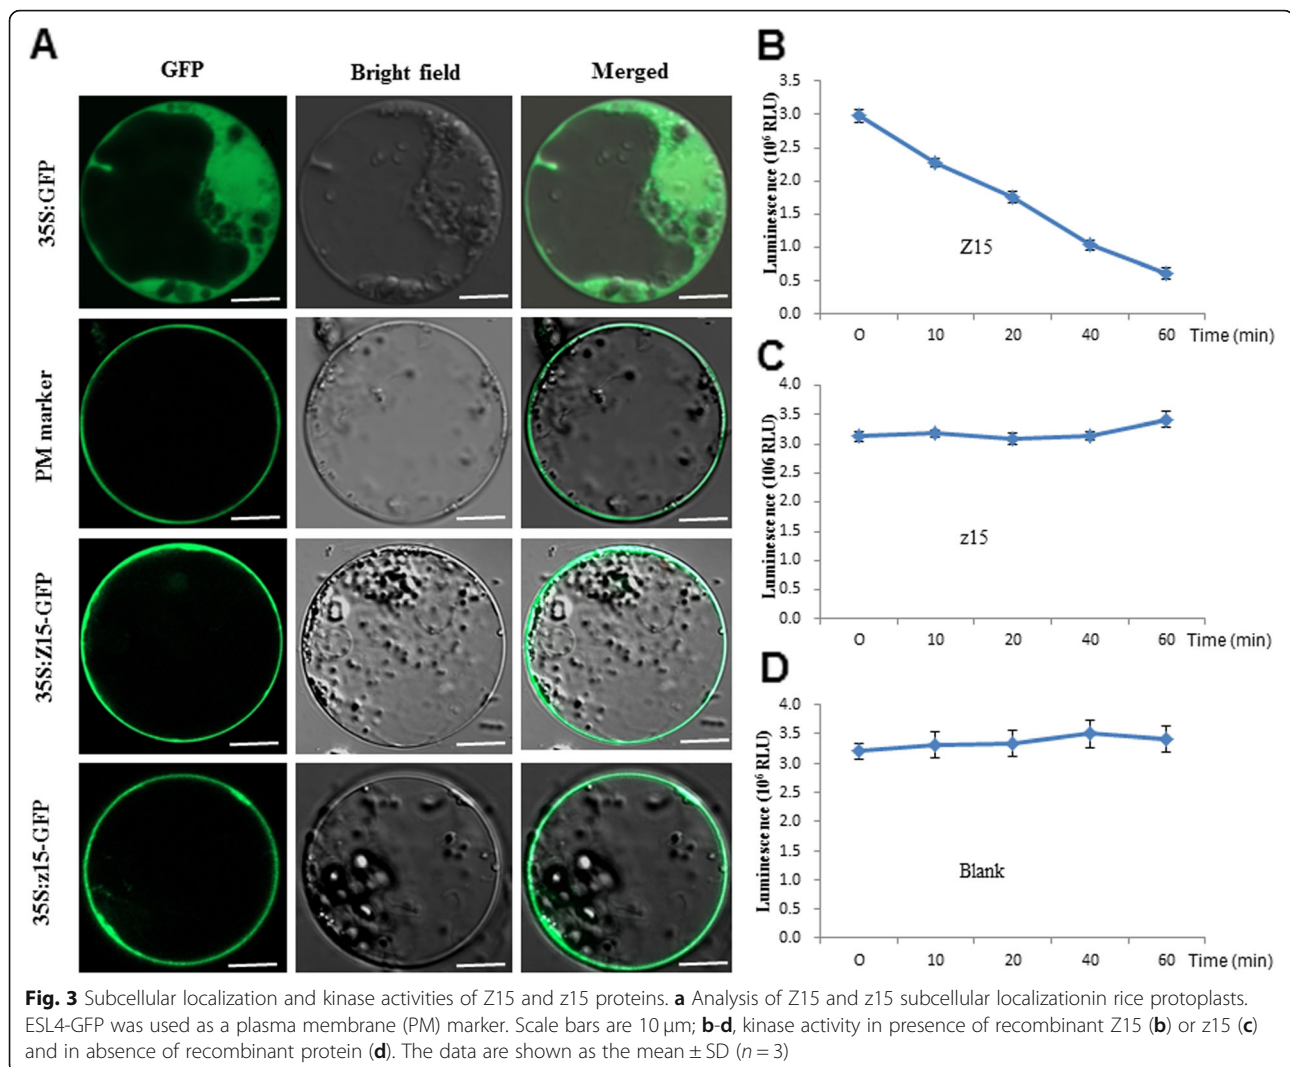 A
GFP
Bright field
Merged
35S:GFP
PM marker
35S:Z15-GFP
35S:z15-GFP
B
Luminescence (10⁶ RLU)
3.5
3.0
2.5
2.0
1.5
1.0
0.5
0.0
Z15
0 10 20 40 60 Time (min)
C
Luminescence (106 RLU)
4.0
3.5
3.0
2.5
2.0
1.5
1.0
0.5
0.0
z15
0 10 20 40 60 Time (min)
D
Luminescence (10⁶ RLU)
4.0
3.5
3.0
2.5
2.0
1.5
1.0
0.5
0.0
Blank
0 10 20 40 60 Time (min)
Fig. 3 Subcellular localization and kinase activities of Z15 and z15 proteins. a Analysis of Z15 and z15 subcellular localizationin rice protoplasts.
ESL4-GFP was used as a plasma membrane (PM) marker. Scale bars are 10 μm; b-d, kinase activity in presence of recombinant Z15 (b) or z15 (c)
and in absence of recombinant protein (d). The data are shown as the mean ± SD (n = 3)